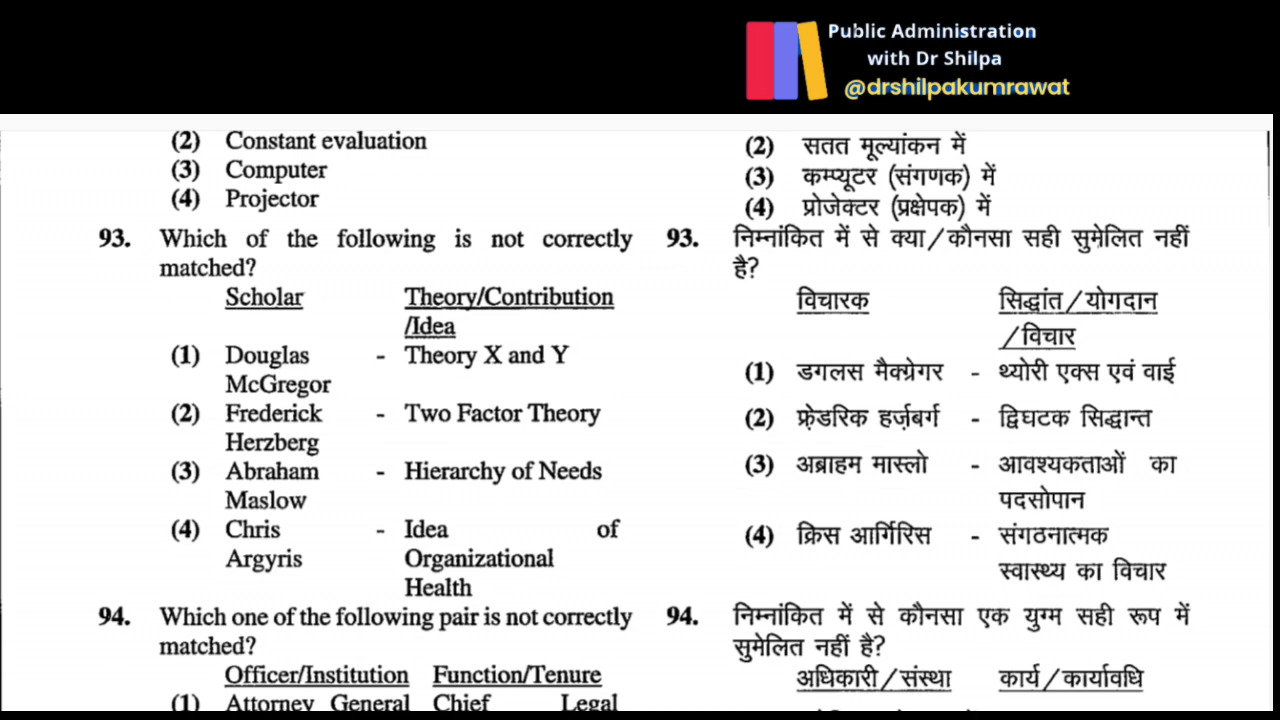 Public Administration
with Dr Shilpa
@drshilpakumrawat
(2) Constant evaluation
(3) Computer
(4) Projector
93. Which of the following is not correctly
matched?
Scholar Theory/Contribution
/Idea
(1) Douglas - Theory X and Y
McGregor
(2) Frederick - Two Factor Theory
Herzberg
(3) Abraham - Hierarchy of Needs
Maslow
(4) Chris - Idea of
Argyris Organizational
Health
94. Which one of the following pair is not correctly
matched?
Officer/Institution Function/Tenure
(1) Attorney General Chief Legal
(2) सतत मूल्यांकन में
(3) कम्प्यूटर (संगणक) में
(4) प्रोजेक्टर (प्रक्षेपक) में
93. निम्नांकित में से क्या/कौनसा सही सुमेलित नहीं
है?
विचारक सिद्धांत/योगदान
/विचार
(1) डगलस मैक्ग्रेगर - थ्योरी एक्स एवं वाई
(2) फ्रे़डरिक हर्ज़बर्ग - द्विघटक सिद्धान्त
(3) अब्राहम मास्लो - आवश्यकताओं का
पदसोपान
(4) क्रिस आर्गिरिस - संगठनात्मक
स्वास्थ्य का विचार
94. निम्नांकित में से कौनसा एक युग्म सही रूप में
सुमेलित नहीं है?
अधिकारी/संस्था कार्य/कार्यावधि